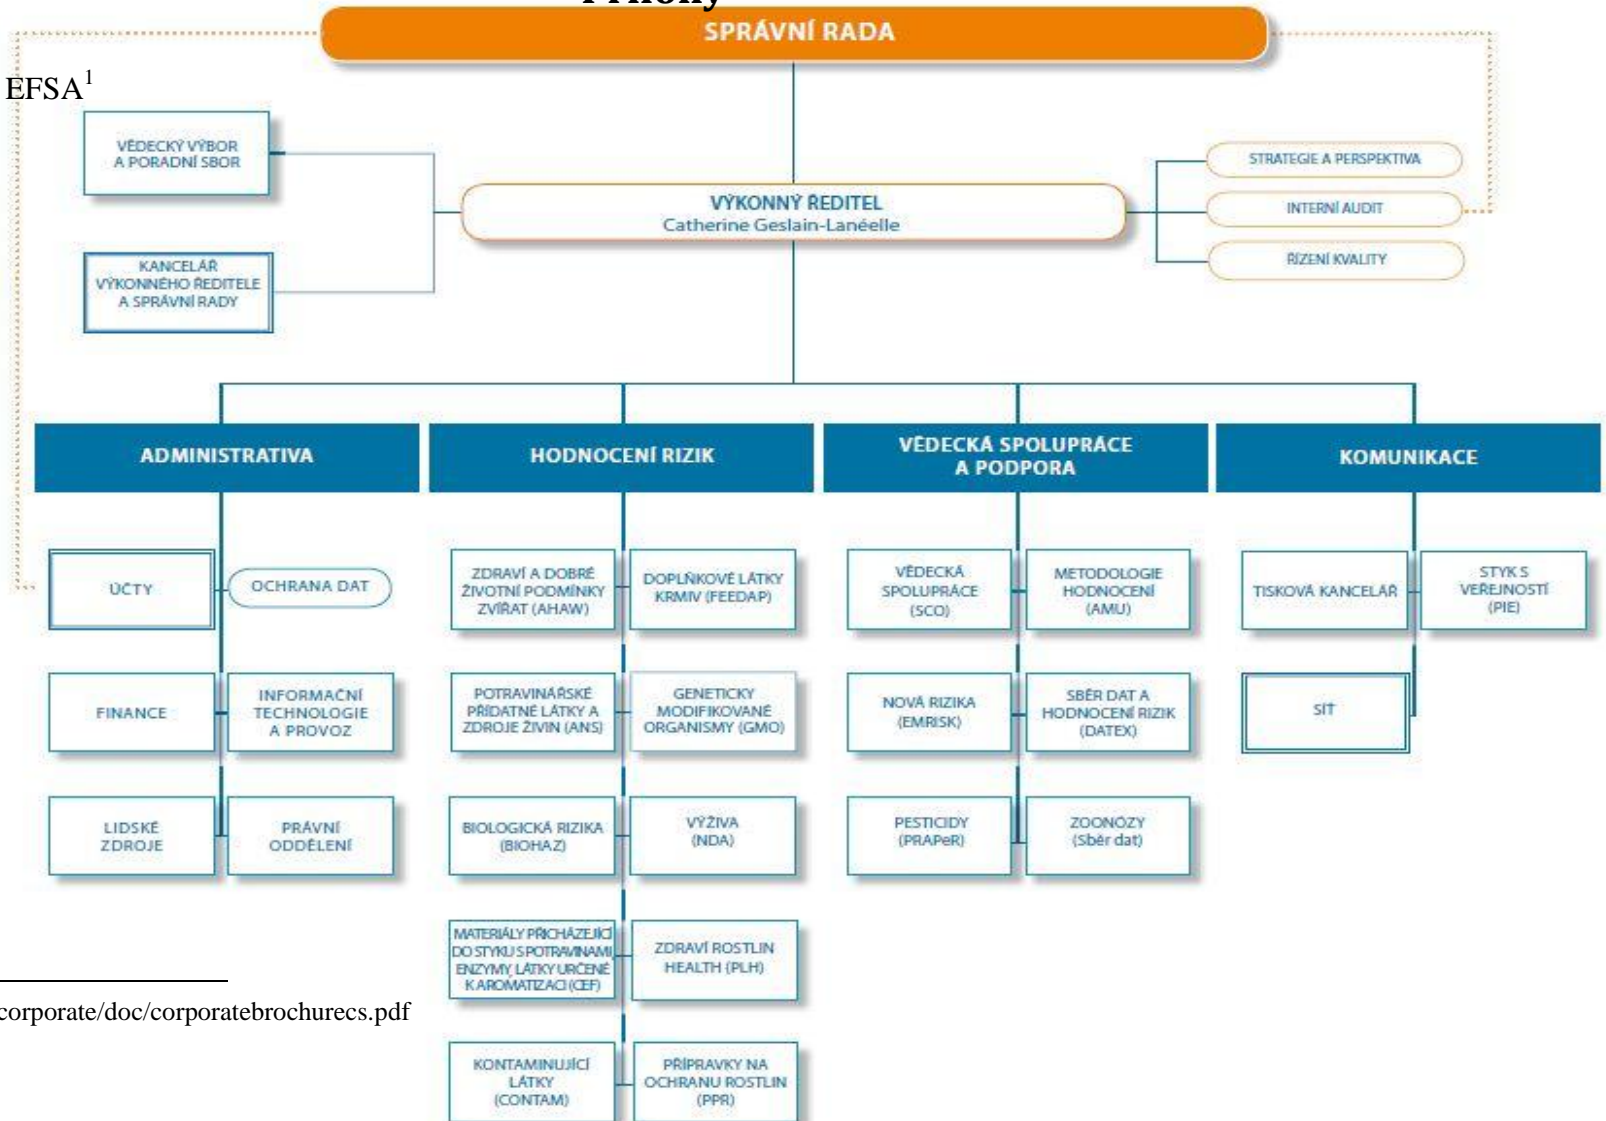 SPRÁVNÍ RADA
EFSA¹
VĚDECKÝ VÝBOR
A PORADNÍ SBOR
KANCELÁŘ
VÝKONNÉHO ŘEDITELE
A SPRÁVNÍ RADY
VÝKONNÝ ŘEDITEL
Catherine Geslain-Lanéelle
STRATEGIE A PERSPEKTIVA
INTERNÍ AUDIT
ŘÍZENÍ KVALITY
ADMINISTRATIVA
ÚČTY
OCHRANA DAT
FINANCE
INFORMAČNÍ
TECHNOLOGIE
A PROVOZ
LIDSKÉ
ZDROJE
PRÁVNÍ
ODDĚLENÍ
HODNOCENÍ RIZIK
ZDRAVÍ A DOBRÉ
ŽIVOTNÍ PODMÍNKY
ZVÍŘAT (AHAW)
DOPLŇKOVÉ LÁTKY
KRMIV (FEEDAP)
POTRAVINÁŘSKÉ
PŘÍDATNÉ LÁTKY A
ZDROJE ŽIVIN (ANS)
GENETICKY
MODIFIKOVANÉ
ORGANISMY (GMO)
BIOLOGICKÁ RIZIKA
(BIOHAZ)
VÝŽIVA
(NDA)
MATERIÁLY PŘICHÁZEJÍCÍ
DO STYKU S POTRAVINAMI,
ENZYMY, LÁTKY URČENÉ
K AROMATIZACI (CEF)
ZDRAVÍ ROSTLIN
HEALTH (PLH)
KONTAMINUJÍCÍ
LÁTKY
(CONTAM)
PŘÍPRAVKY NA
OCHRANU ROSTLIN
(PPR)
VĚDECKÁ SPOLUPRÁCE
A PODPORA
VĚDECKÁ
SPOLUPRÁCE
(SCO)
METODOLOGIE
HODNOCENÍ
(AMU)
NOVÁ RIZIKA
(EMRISK)
SBĚR DAT A
HODNOCENÍ RIZIK
(DATEX)
PESTICIDY
(PRAPeR)
ZOONÓZY
(Sběr dat)
KOMUNIKACE
TISKOVÁ KANCELÁŘ
STYK S
VEŘEJNOSTÍ
(PIE)
SÍŤ
corporate/doc/corporatebrochurecs.pdf